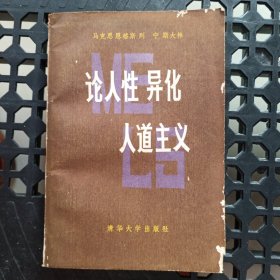 马克思恩格斯列宁斯大林
论人性异化
人道主义
清华大学出版社